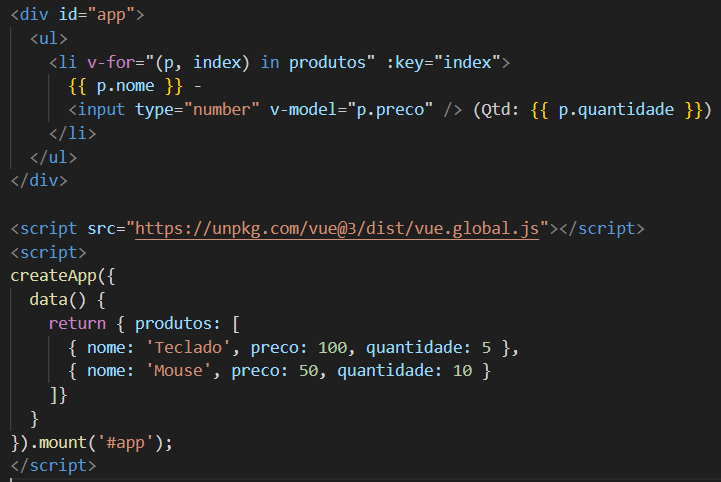 <div id="app">
  <ul>
    <li v-for="(p, index) in produtos" :key="index">
      {{ p.nome }} -
      <input type="number" v-model="p.preco" /> (Qtd: {{ p.quantidade }})
    </li>
  </ul>
</div>

<script src="https://unpkg.com/vue@3/dist/vue.global.js"></script>
<script>
createApp({
  data() {
    return { produtos: [
      { nome: 'Teclado', preco: 100, quantidade: 5 },
      { nome: 'Mouse', preco: 50, quantidade: 10 }
    ]}
  }
}).mount('#app');
</script>